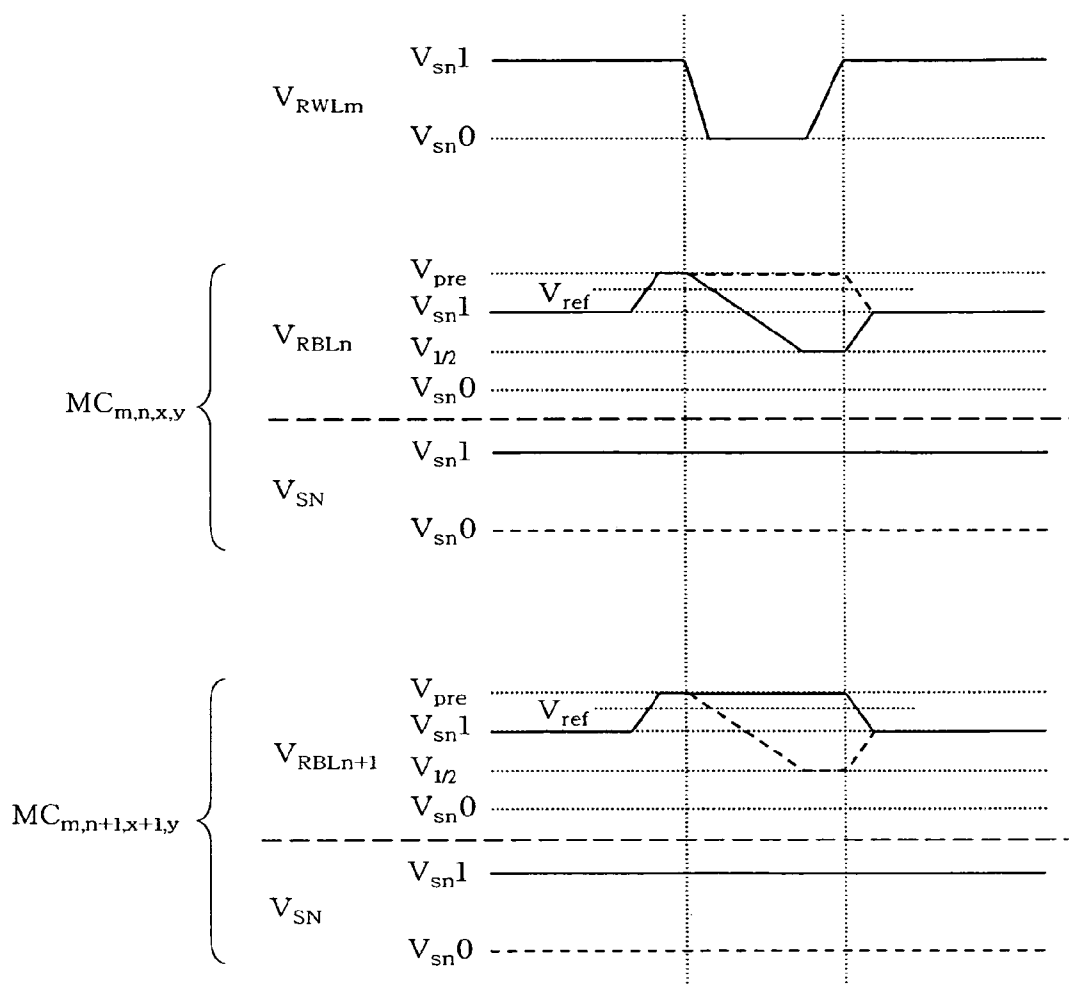 V_sn1
V_RWLm
V_sn0
V_pre
V_ref
V_sn1
V_RBLn
V_1/2
V_sn0
MC_m,n,x,y
V_sn1
V_SN
V_sn0
V_pre
V_ref
V_sn1
V_RBLn+1
V_1/2
V_sn0
MC_m,n+1,x+1,y
V_sn1
V_SN
V_sn0